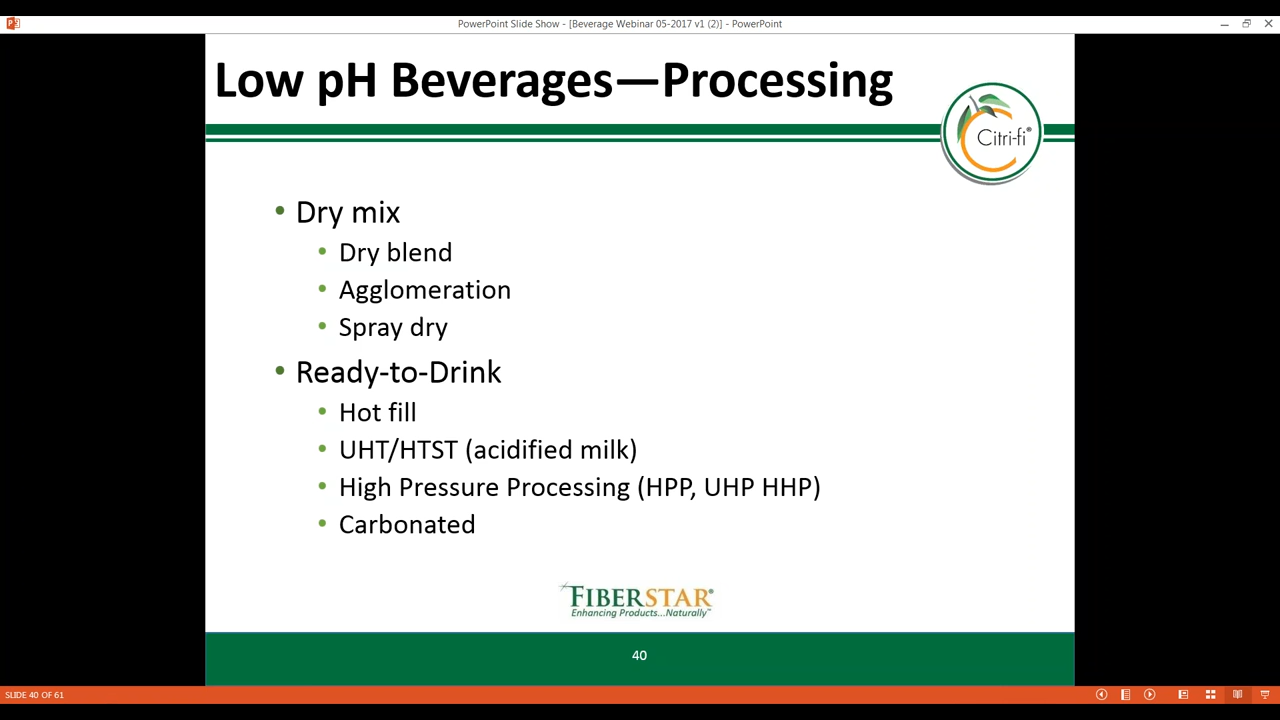 PowerPoint Slide Show - [Beverage Webinar 05-2017 v1 (2)] - PowerPoint
Low pH Beverages—Processing
Citri-fi®
• Dry mix
• Dry blend
• Agglomeration
• Spray dry
• Ready-to-Drink
• Hot fill
• UHT/HTST (acidified milk)
• High Pressure Processing (HPP, UHP HHP)
• Carbonated
FIBERSTAR®
Enhancing Products...Naturally™
40
SLIDE 40 OF 61